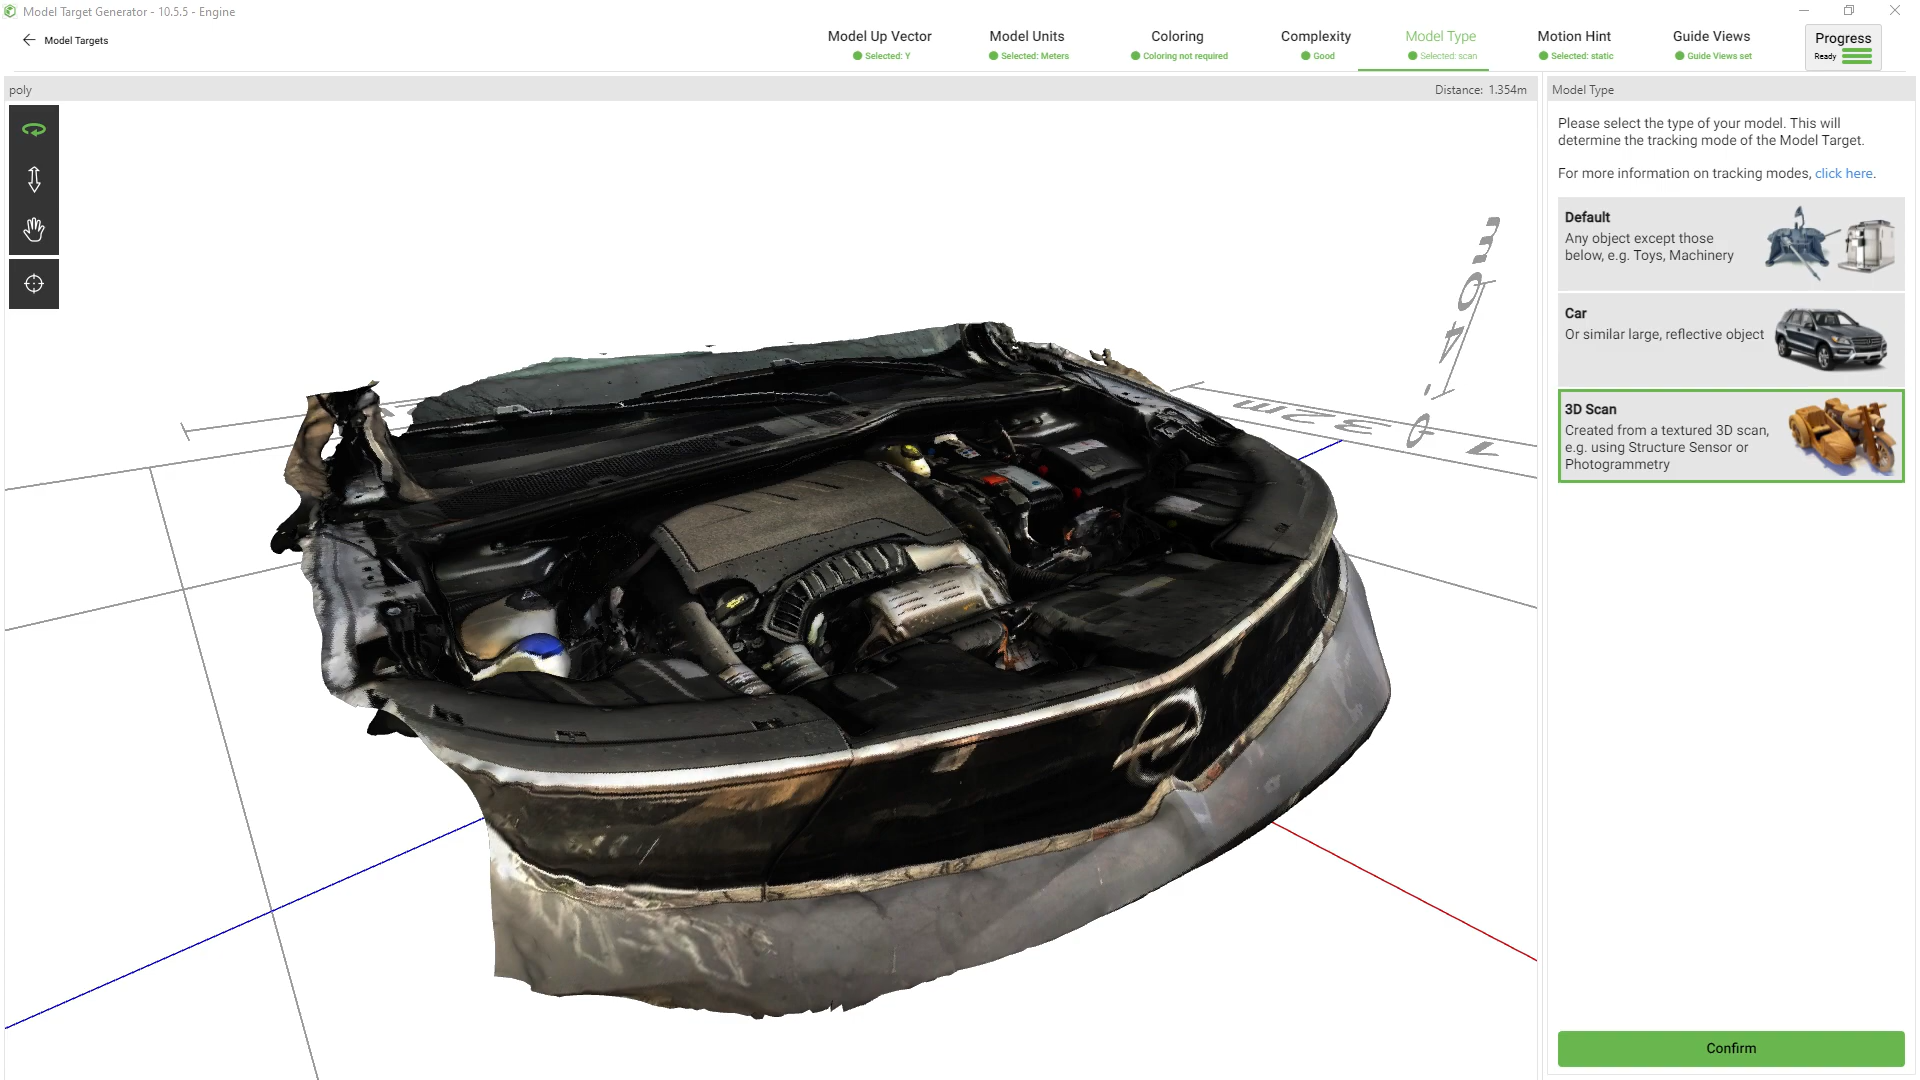 Model Target Generator - 10.5.5 - Engine
Model Targets
Model Up Vector
Selected: Y
Model Units
Selected: Meters
Coloring
Coloring not required
Complexity
Good
Model Type
Selected: scan
Motion Hint
Selected: static
Guide Views
Guide Views set
Progress
Ready
poly
Distance: 1.354m
Model Type
Please select the type of your model. This will
determine the tracking mode of the Model Target.
For more information on tracking modes, click here.
Default
Any object except those
below, e.g. Toys, Machinery
Car
Or similar large, reflective object
3D Scan
Created from a textured 3D scan,
e.g. using Structure Sensor or
Photogrammetry
Confirm